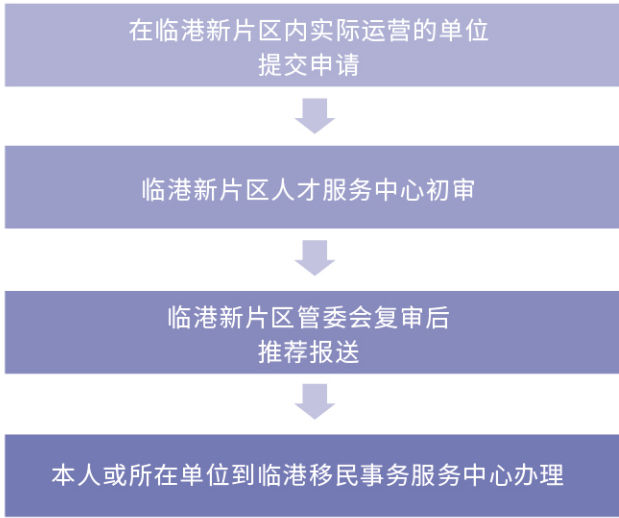 在临港新片区内实际运营的单位
提交申请
临港新片区人才服务中心初审
临港新片区管委会复审后
推荐报送
本人或所在单位到临港移民事务服务中心办理